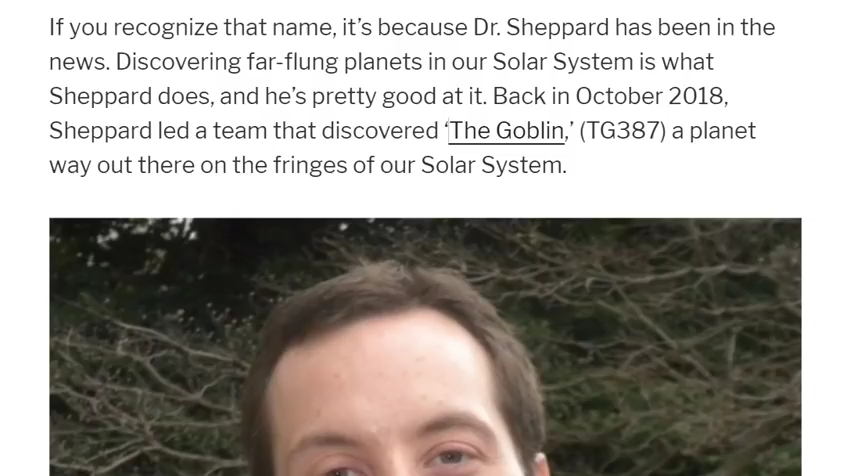 If you recognize that name, it’s because Dr. Sheppard has been in the
news. Discovering far-flung planets in our Solar System is what
Sheppard does, and he’s pretty good at it. Back in October 2018,
Sheppard led a team that discovered ‘The Goblin,’ (TG387) a planet
way out there on the fringes of our Solar System.